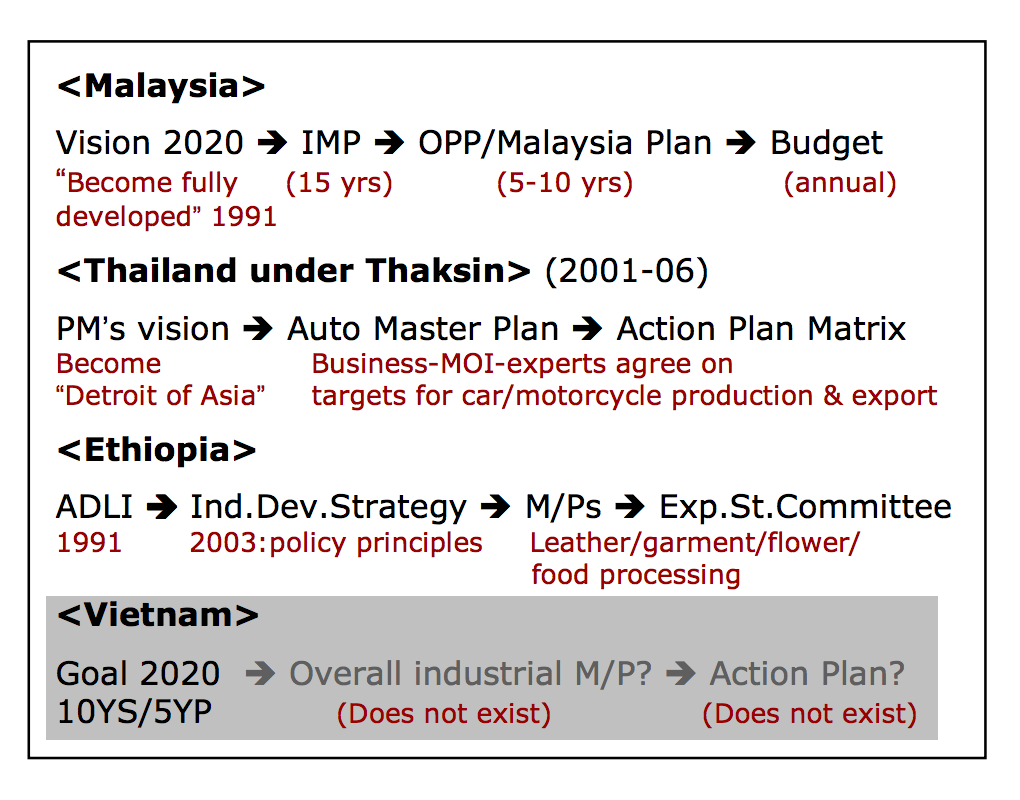 <Malaysia>
Vision 2020 ➔ IMP ➔ OPP/Malaysia Plan ➔ Budget
“Become fully (15 yrs) (5-10 yrs) (annual)
developed” 1991
<Thailand under Thaksin> (2001-06)
PM’s vision ➔ Auto Master Plan ➔ Action Plan Matrix
Become Business-MOI-experts agree on
“Detroit of Asia” targets for car/motorcycle production & export
<Ethiopia>
ADLI ➔ Ind.Dev.Strategy ➔ M/Ps ➔ Exp.St.Committee
1991 2003:policy principles Leather/garment/flower/
food processing
<Vietnam>
Goal 2020 ➔ Overall industrial M/P? ➔ Action Plan?
10YS/5YP (Does not exist) (Does not exist)